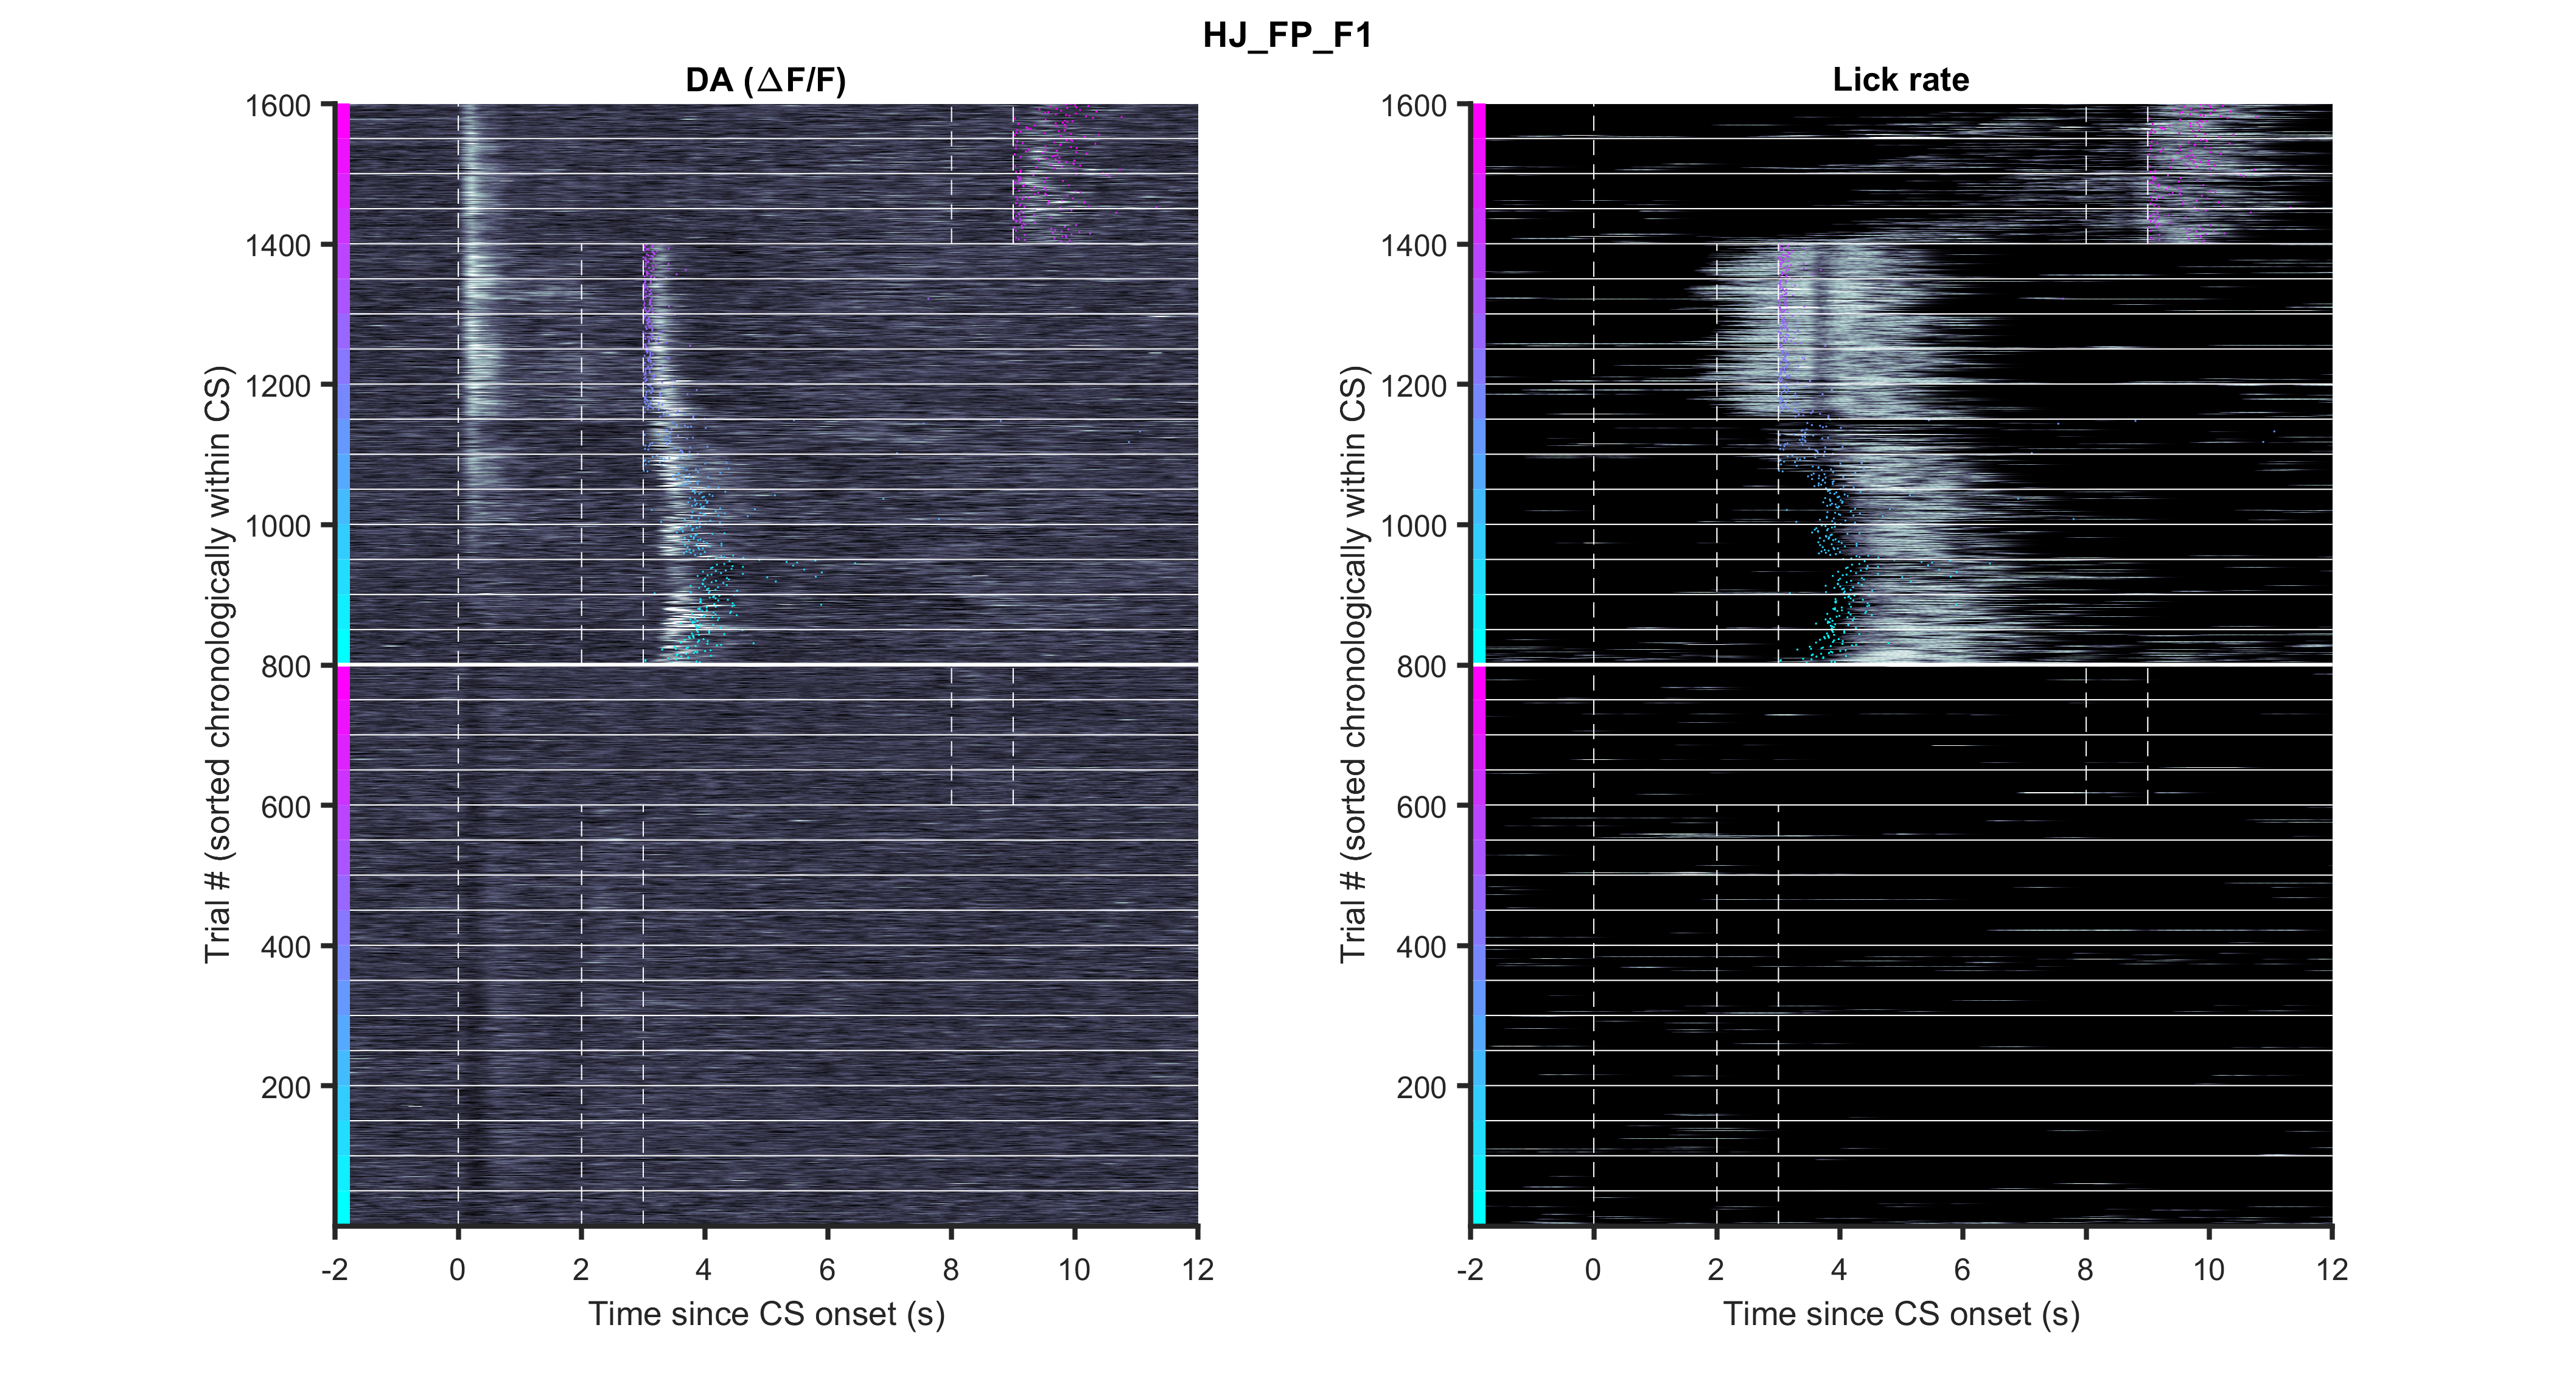 HJ_FP_F1
DA (ΔF/F)
Trial # (sorted chronologically within CS)
1600
1400
1200
1000
800
600
400
200
-2 0 2 4 6 8 10 12
Time since CS onset (s)
Lick rate
Trial # (sorted chronologically within CS)
1600
1400
1200
1000
800
600
400
200
-2 0 2 4 6 8 10 12
Time since CS onset (s)